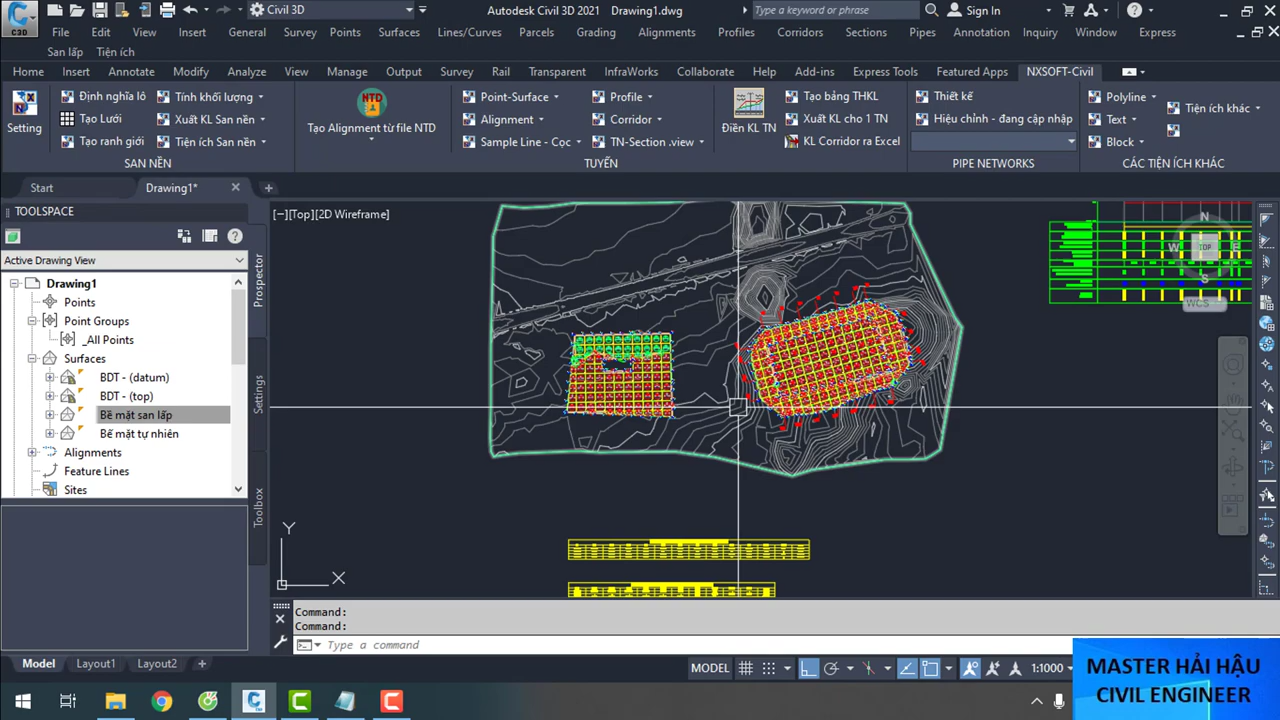 Civil 3D
Autodesk Civil 3D 2021 Drawing1.dwg
Type a keyword or phrase
Sign In
C3D
File Edit View Insert General Survey Points Surfaces Lines/Curves Parcels Grading Alignments Profiles Corridors Sections Pipes Annotation Inquiry Window Express
San lấp Tiện ích
Home Insert Annotate Modify Analyze View Manage Output Survey Rail Transparent InfraWorks Collaborate Help Add-ins Express Tools Featured Apps NXSOFT-Civil
Setting
Định nghĩa lô
Tạo Lưới
Tạo ranh giới
Tính khối lượng
Xuất KL San nền
Tiện ích San nền
SAN NỀN
NTD
Tạo Alignment từ file NTD
Point-Surface
Alignment
Sample Line - Cọc
Profile
Corridor
TN-Section .view
TUYẾN
Điền KL TN
Tạo bảng THKL
Xuất KL cho 1 TN
KL Corridor ra Excel
Thiết kế
Hiệu chỉnh - đang cập nhập
PIPE NETWORKS
Polyline
Text
Block
Tiện ích khác
CÁC TIỆN ÍCH KHÁC
Start Drawing1*
TOOLSPACE
Active Drawing View
Drawing1
Points
Point Groups
_All Points
Surfaces
BDT - (datum)
BDT - (top)
Bề mặt san lấp
Bề mặt tự nhiên
Alignments
Feature Lines
Sites
Prospector
Settings
Toolbox
[−][Top][2D Wireframe]
N
W TOP E
S
WCS
Y
X
Command:
Command:
Type a command
Model Layout1 Layout2
MODEL
1:1000
MASTER HẢI HẬU
CIVIL ENGINEER